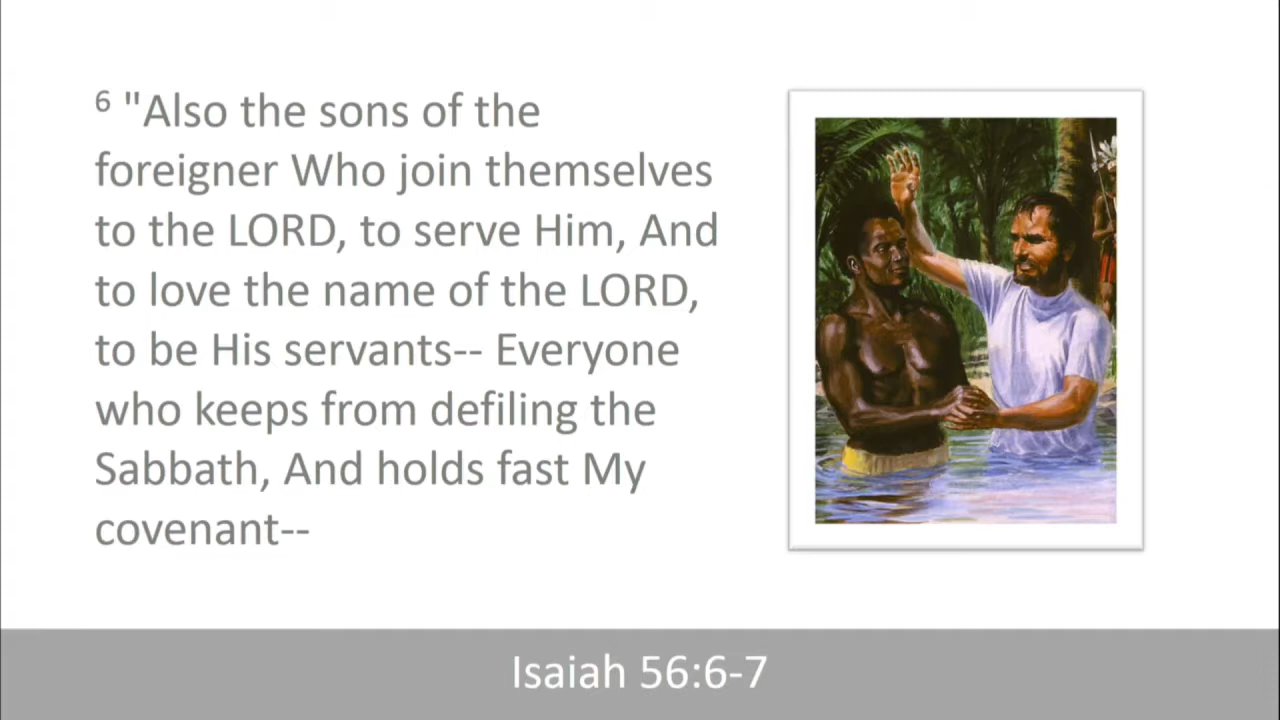 6 "Also the sons of the
foreigner Who join themselves
to the LORD, to serve Him, And
to love the name of the LORD,
to be His servants-- Everyone
who keeps from defiling the
Sabbath, And holds fast My
covenant--
Isaiah 56:6-7